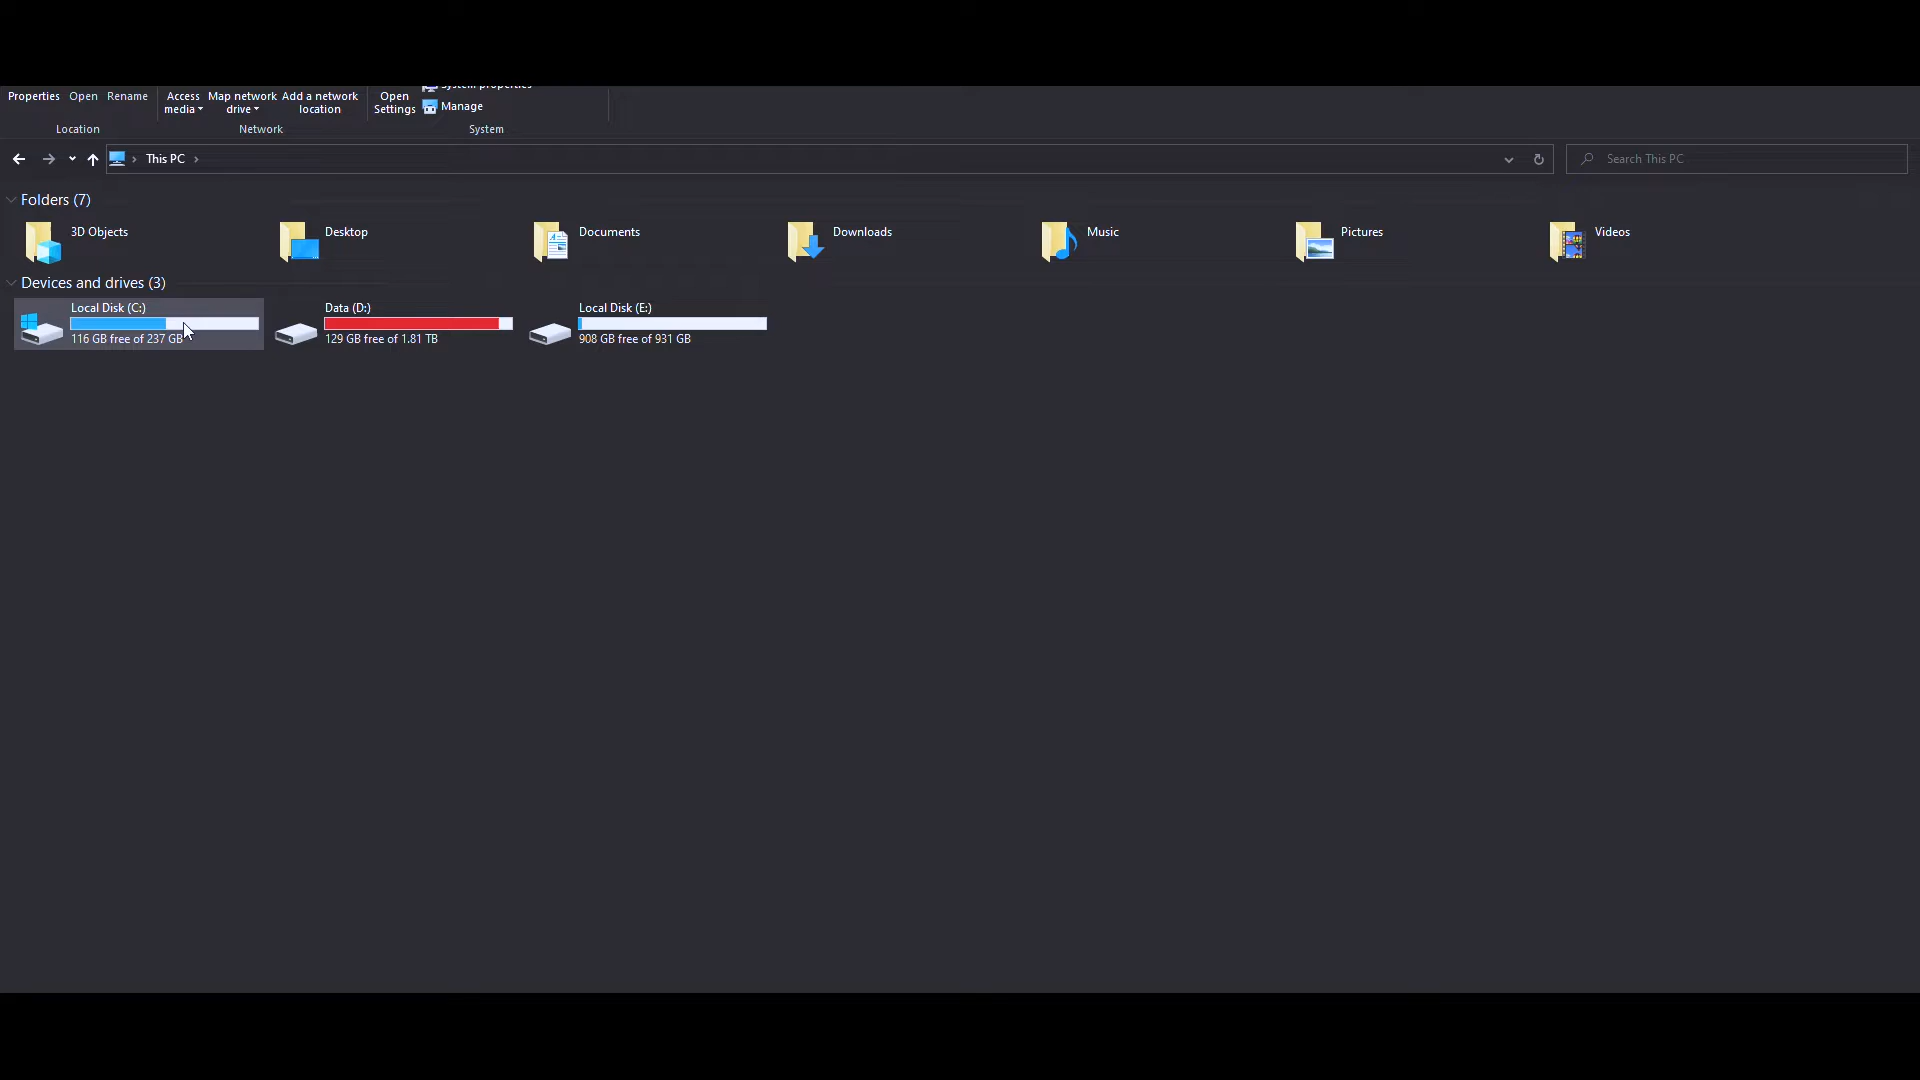 System properties
Properties Open Rename Access media Map network drive Add a network location Open Settings Manage
Location Network System
This PC
Search This PC
Folders (7)
3D Objects Desktop Documents Downloads Music Pictures Videos
Devices and drives (3)
Local Disk (C:) Data (D:) Local Disk (E:)
116 GB free of 237 GB 129 GB free of 1.81 TB 908 GB free of 931 GB